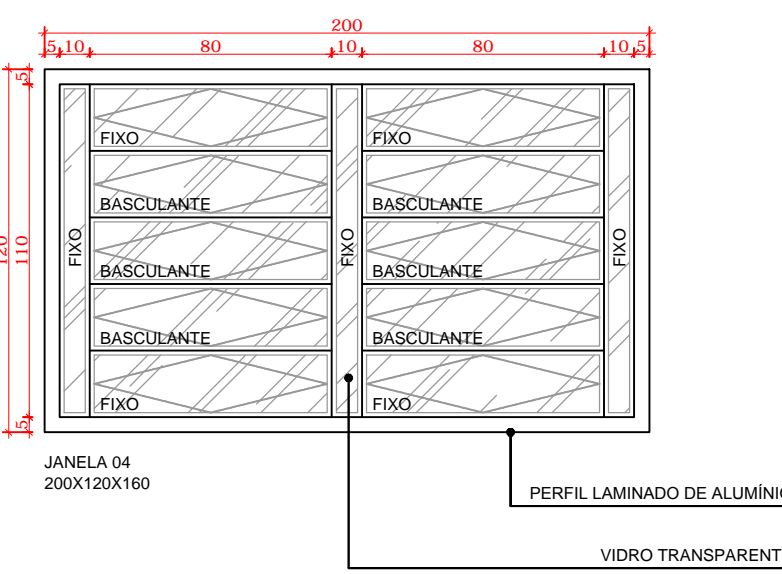 200
5 10 80 10 80 10 5
5
120
110
5
FIXO FIXO
BASCULANTE BASCULANTE
FIXO BASCULANTE FIXO BASCULANTE FIXO
BASCULANTE BASCULANTE
FIXO FIXO
JANELA 04
200X120X160
PERFIL LAMINADO DE ALUMÍNIO
VIDRO TRANSPARENT